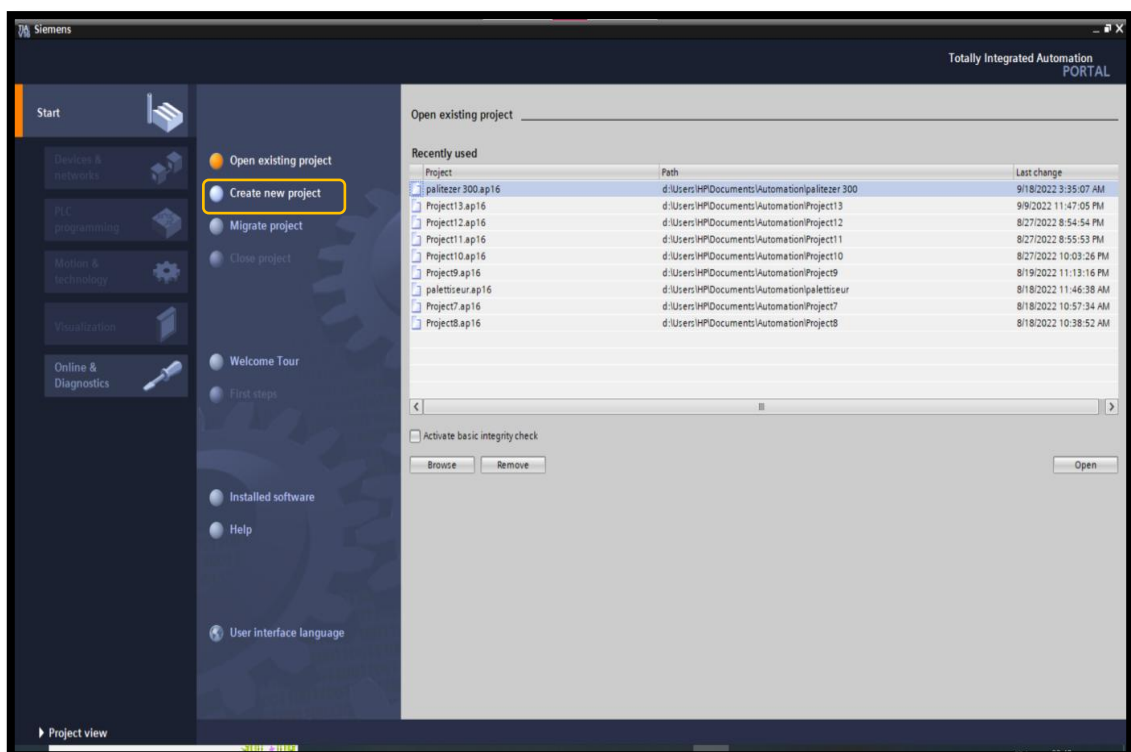 Siemens
Totally Integrated Automation
PORTAL
Start
Devices &
networks
PLC
programming
Motion &
technology
Visualization
Online &
Diagnostics
Open existing project
Create new project
Migrate project
Close project
Welcome Tour
First steps
Installed software
Help
User interface language
Open existing project
Recently used
Project Path Last change
palitezer 300.ap16 d:\Users\HP\Documents\Automation\palitezer 300 9/18/2022 3:35:07 AM
Project13.ap16 d:\Users\HP\Documents\Automation\Project13 9/9/2022 11:47:05 PM
Project12.ap16 d:\Users\HP\Documents\Automation\Project12 8/27/2022 8:54:54 PM
Project11.ap16 d:\Users\HP\Documents\Automation\Project11 8/27/2022 8:55:53 PM
Project10.ap16 d:\Users\HP\Documents\Automation\Project10 8/27/2022 10:03:26 PM
Project9.ap16 d:\Users\HP\Documents\Automation\Project9 8/19/2022 11:13:16 PM
palettiseur.ap16 d:\Users\HP\Documents\Automation\palettiseur 8/18/2022 11:46:38 AM
Project7.ap16 d:\Users\HP\Documents\Automation\Project7 8/18/2022 10:57:34 AM
Project8.ap16 d:\Users\HP\Documents\Automation\Project8 8/18/2022 10:38:52 AM
Activate basic integrity check
Browse Remove Open
Project view